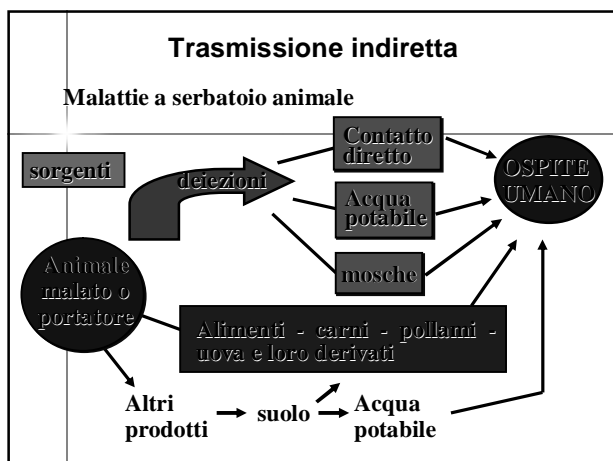 Trasmissione indiretta
Malattie a serbatoio animale
sorgenti
deiezioni
Contatto
diretto
Acqua
potabile
mosche
OSPITE
UMANO
Animale
malato o
portatore
Alimenti - carni - pollami -
uova e loro derivati
Altri
prodotti
suolo
Acqua
potabile